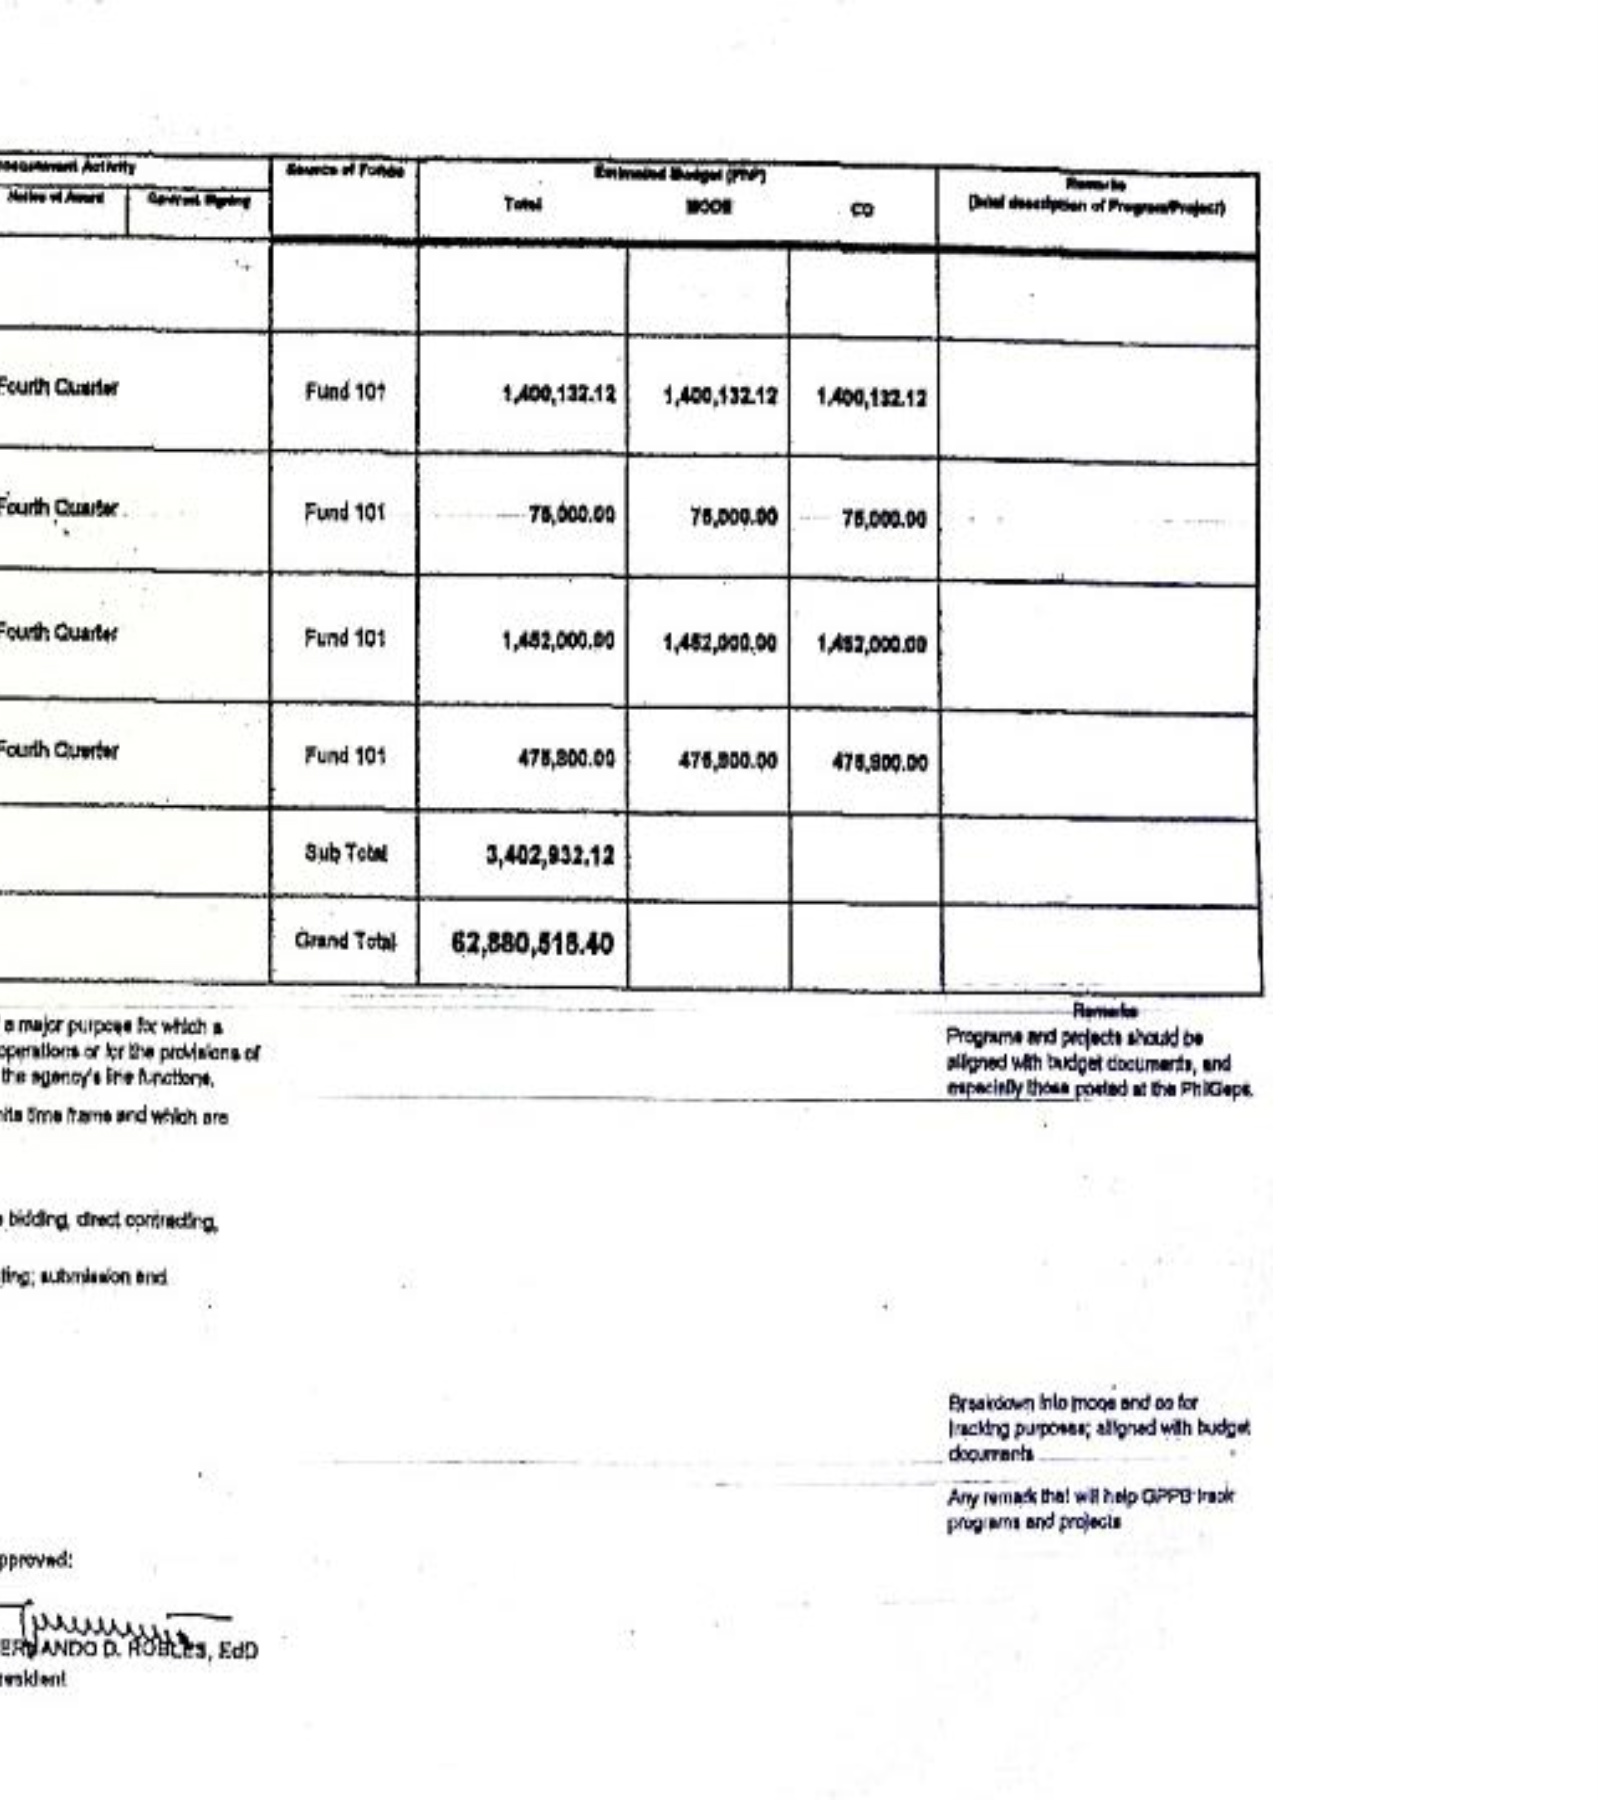 Procurement Activity
Source of Funds
Estimated Budget (PhP)
Remarks
Notice of Award
Contract Signing
Total
MOOE
CO
(brief description of Program/Project)
Fourth Quarter Fund 101 1,400,132.12 1,400,132.12 1,400,132.12
Fourth Quarter Fund 101 75,000.00 75,000.00 75,000.00
Fourth Quarter Fund 101 1,452,000.00 1,452,000.00 1,452,000.00
Fourth Quarter Fund 101 475,800.00 475,800.00 475,800.00
Sub Total 3,402,932.12
Grand Total 62,880,518.40
a major purpose for which a
operations or for the provisions of
the agency's line functions,
nite time frame and which are
Remarks
Programs and projects should be
alligned with budget documents, and
especially those posted at the PhilGeps.
bidding, direct contracting,
ting; submission and
Breakdown into mooe and co for
tracking purposes; alligned with budget
documents
Any remark that will help GPPB track
programs and projects
pproved:
ERNANDO D. ROBLES, EdD
resident